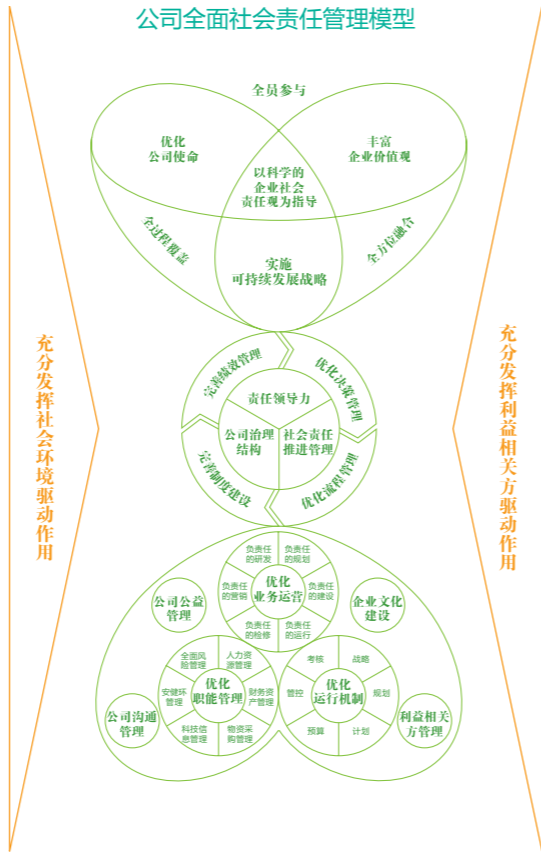 公司全面社会责任管理模型
全员参与
优化
公司使命
丰富
企业价值观
以科学的
企业社会
责任观为指导
全过程覆盖
全方位融合
实施
可持续发展战略
充分发挥社会环境驱动作用
充分发挥利益相关方驱动作用
完善绩效管理
优化决策管理
责任领导力
公司治理
结构
社会责任
推进管理
完善制度建设
优化流程管理
负责任
的研发
负责任
的规划
负责任
的营销
优化
业务运营
负责任
的建设
负责任
的检修
负责任
的运行
公司公益
管理
企业文化
建设
全面风
险管理
人力资
源管理
安健环
管理
优化
职能管理
财务资
产管理
科技信
息管理
物资采
购管理
考核
战略
管控
优化
运行机制
规划
预算
计划
公司沟通
管理
利益相关
方管理